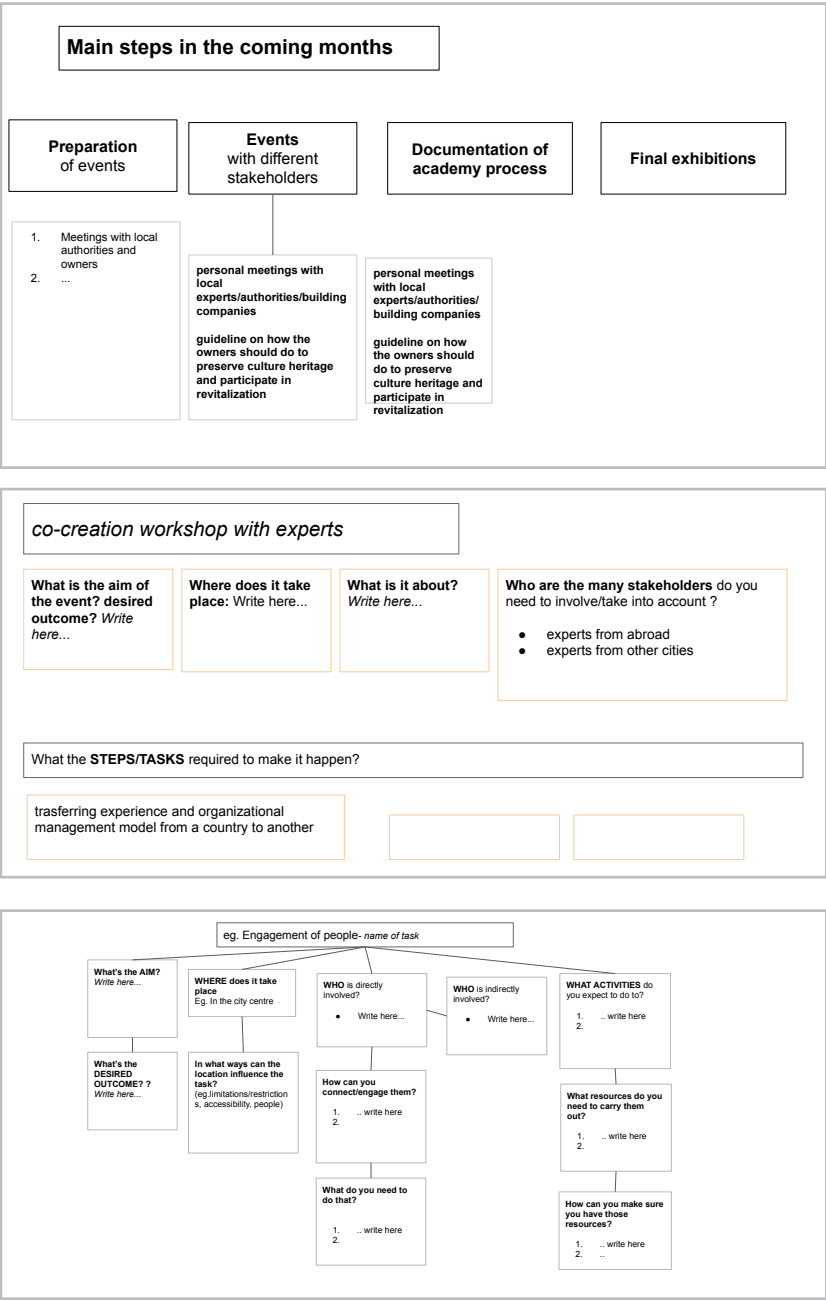 Main steps in the coming months
Preparation
of events
Events
with different
stakeholders
Documentation of
academy process
Final exhibitions
1. Meetings with local
authorities and
owners
2. ...
personal meetings with
local
experts/authorities/building
companies
guideline on how the
owners should do to
preserve culture heritage
and participate in
revitalization
personal meetings
with local
experts/authorities/
building companies
guideline on how
the owners should
do to preserve
culture heritage and
participate in
revitalization
co-creation workshop with experts
What is the aim of
the event? desired
outcome? Write
here...
Where does it take
place: Write here...
What is it about?
Write here...
Who are the many stakeholders do you
need to involve/take into account ?
● experts from abroad
● experts from other cities
What the STEPS/TASKS required to make it happen?
trasferring experience and organizational
management model from a country to another
eg. Engagement of people- name of task
What's the AIM?
Write here...
WHERE does it take
place
Eg. In the city centre
WHO is directly
involved?
● Write here...
WHO is indirectly
involved?
● Write here...
WHAT ACTIVITIES do
you expect to do to?
1. .. write here
2.
What's the
DESIRED
OUTCOME? ?
Write here...
In what ways can the
location influence the
task?
(eg.limitations/restriction
s, accessibility, people)
How can you
connect/engage them?
1. .. write here
2.
What resources do you
need to carry them
out?
1. .. write here
2.
What do you need to
do that?
1. .. write here
2.
How can you make sure
you have those
resources?
1. .. write here
2. ..